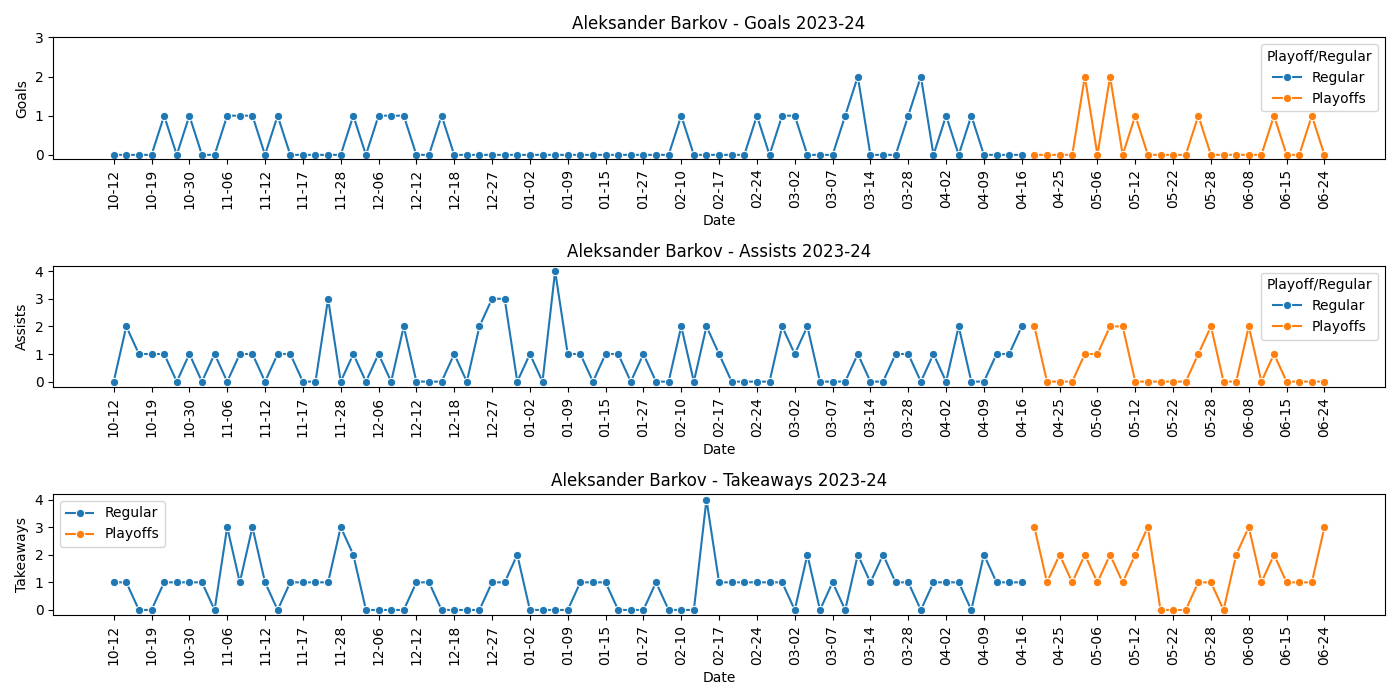 Aleksander Barkov - Goals 2023-24
3
2
1
0
Goals
Playoff/Regular
Regular
Playoffs
10-12 10-19 10-30 11-06 11-12 11-17 11-28 12-06 12-12 12-18 12-27 01-02 01-09 01-15 01-27 02-10 02-17 02-24 03-02 03-07 03-14 03-28 04-02 04-09 04-16 04-25 05-06 05-12 05-22 05-28 06-08 06-15 06-24
Date
Aleksander Barkov - Assists 2023-24
4
3
2
1
0
Assists
Playoff/Regular
Regular
Playoffs
10-12 10-19 10-30 11-06 11-12 11-17 11-28 12-06 12-12 12-18 12-27 01-02 01-09 01-15 01-27 02-10 02-17 02-24 03-02 03-07 03-14 03-28 04-02 04-09 04-16 04-25 05-06 05-12 05-22 05-28 06-08 06-15 06-24
Date
Aleksander Barkov - Takeaways 2023-24
4
3
2
1
0
Takeaways
Regular
Playoffs
10-12 10-19 10-30 11-06 11-12 11-17 11-28 12-06 12-12 12-18 12-27 01-02 01-09 01-15 01-27 02-10 02-17 02-24 03-02 03-07 03-14 03-28 04-02 04-09 04-16 04-25 05-06 05-12 05-22 05-28 06-08 06-15 06-24
Date